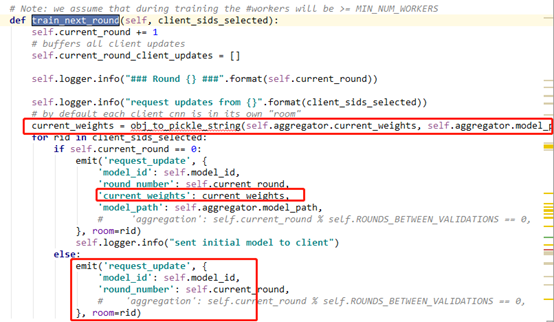 # Note: we assume that during training the #workers will be >= MIN_NUM_WORKERS
def train_next_round(self, client_sids_selected):
    self.current_round += 1
    # buffers all client updates
    self.current_round_client_updates = []
    self.logger.info("### Round {} ###".format(self.current_round))
    self.logger.info("request updates from {}".format(client_sids_selected))
    # by default each client cnn is in its own "room"
    current_weights = obj_to_pickle_string(self.aggregator.current_weights, self.aggregator.model_p
    for rid in client_sids_selected:
        if self.current_round == 0:
            emit('request_update', {
                'model_id': self.model_id,
                'round_number': self.current_round,
                'current_weights': current_weights,
                'model_path': self.aggregator.model_path,
                #     'aggregation': self.current_round % self.ROUNDS_BETWEEN_VALIDATIONS == 0,
            }, room=rid)
            self.logger.info("sent initial model to client")
        else:
            emit('request_update', {
                'model_id': self.model_id,
                'round_number': self.current_round,
                #     'aggregation': self.current_round % self.ROUNDS_BETWEEN_VALIDATIONS == 0,
            }, room=rid)